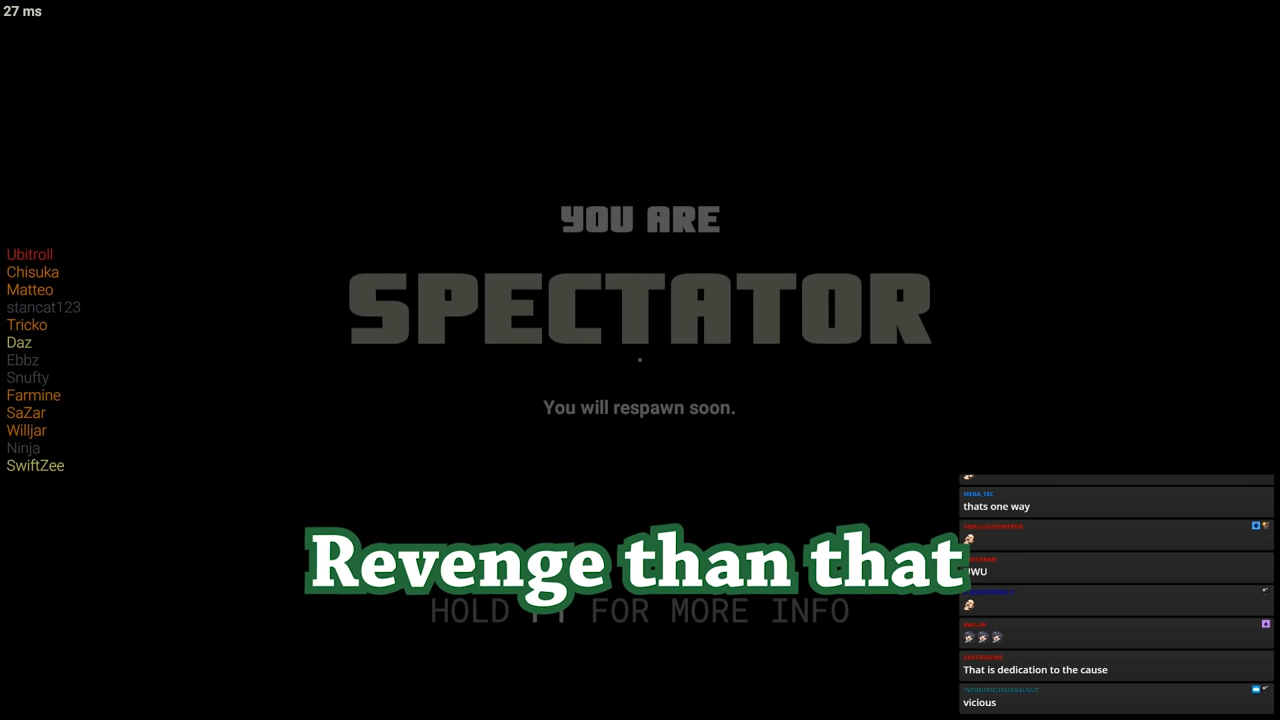 27 ms
YOU ARE
SPECTATOR
You will respawn soon.
Ubitroll
Chisuka
Matteo
stancat123
Tricko
Daz
Ebbz
Snufty
Farmine
SaZar
Willjar
Ninja
SwiftZee
Revenge than that
HOLD FOR MORE INFO
MEGA_TEC
thats one way
UWU
That is dedication to the cause
INCONSPICUOUSWALNUT
vicious